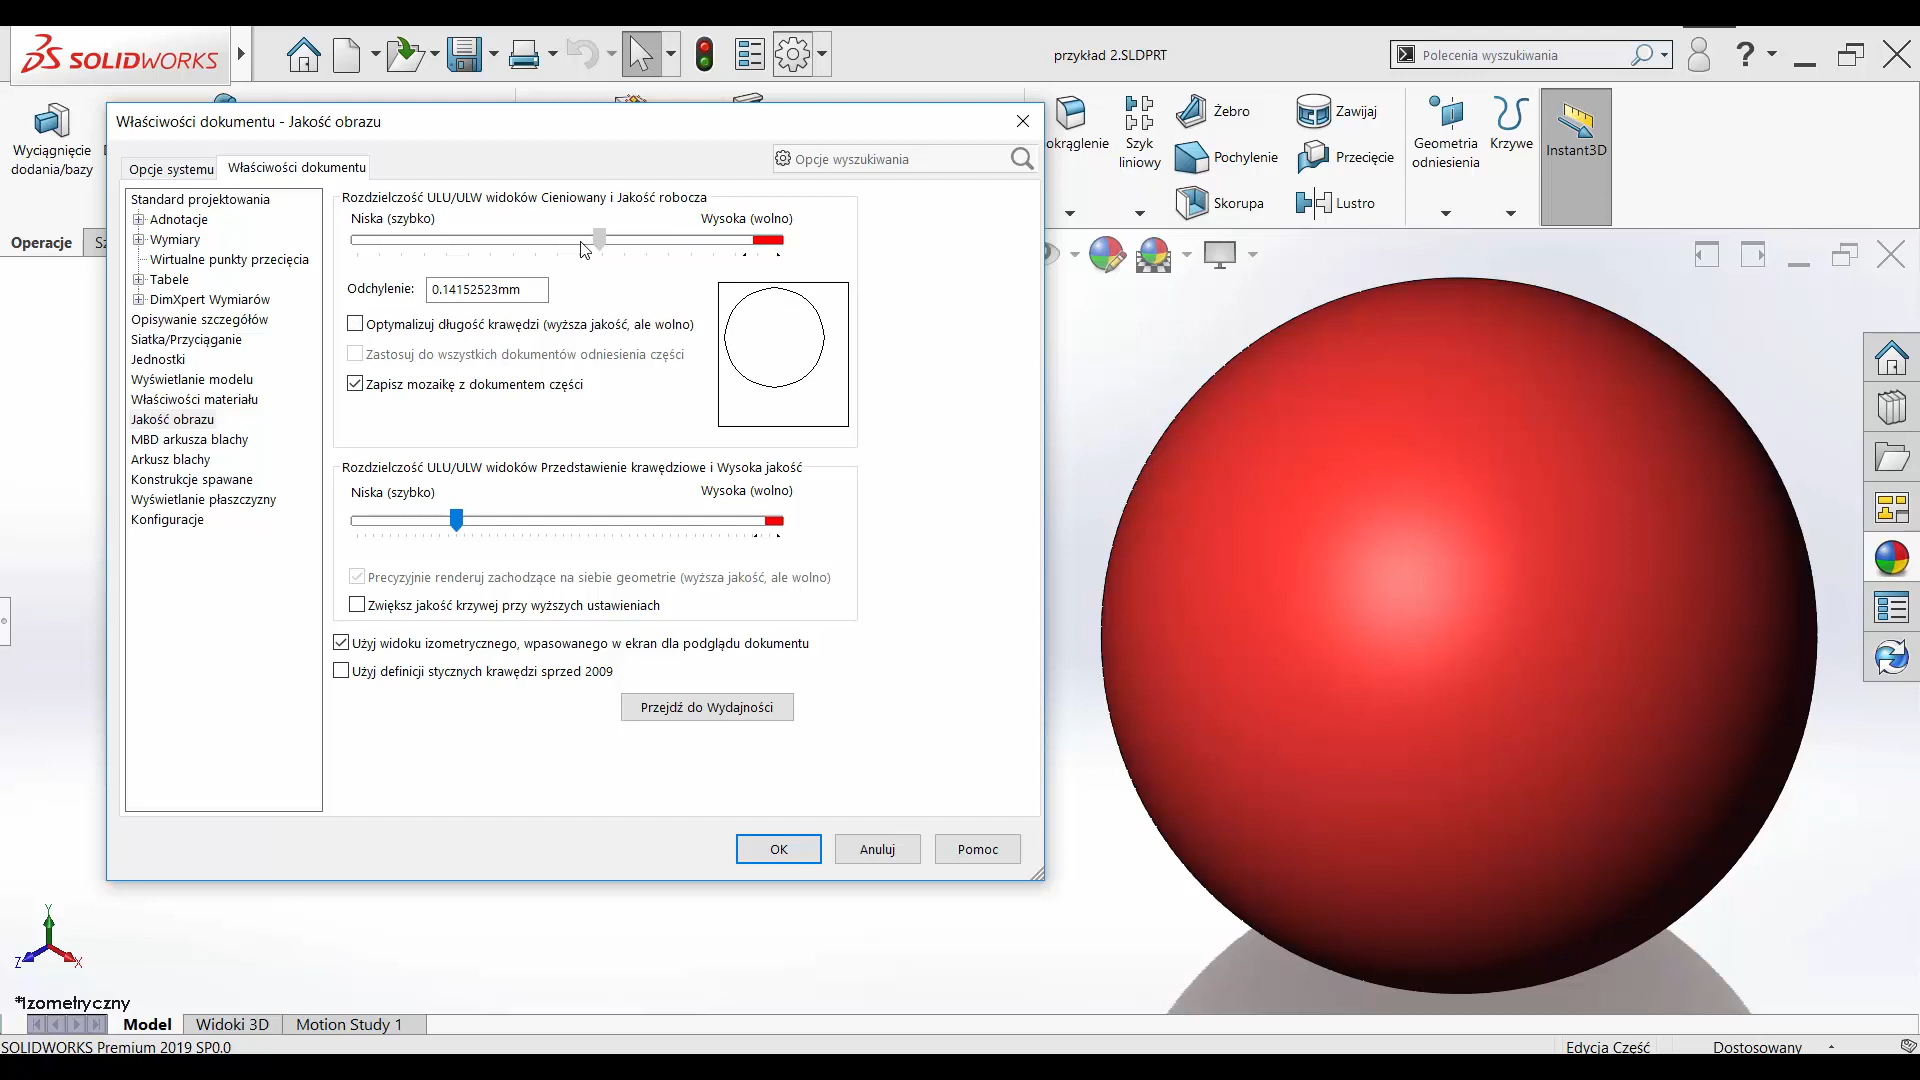 SOLIDWORKS
przykład 2.SLDPRT
Polecenia wyszukiwania
?
Wyciągnięcie
dodania/bazy
okrąglenie
Szyk
liniowy
Żebro
Pochylenie
Skorupa
Zawijaj
Przecięcie
Lustro
Geometria
odniesienia
Krzywe
Instant3D
Operacje
Sz
Właściwości dokumentu - Jakość obrazu
Opcje systemu
Właściwości dokumentu
Opcje wyszukiwania
Standard projektowania
Adnotacje
Wymiary
Wirtualne punkty przecięcia
Tabele
DimXpert Wymiarów
Opisywanie szczegółów
Siatka/Przyciąganie
Jednostki
Wyświetlanie modelu
Właściwości materiału
Jakość obrazu
MBD arkusza blachy
Arkusz blachy
Konstrukcje spawane
Wyświetlanie płaszczyzny
Konfiguracje
Rozdzielczość ULU/ULW widoków Cieniowany i Jakość robocza
Niska (szybko)
Wysoka (wolno)
Odchylenie:
0.14152523mm
Optymalizuj długość krawędzi (wyższa jakość, ale wolno)
Zastosuj do wszystkich dokumentów odniesienia części
Zapisz mozaikę z dokumentem części
Rozdzielczość ULU/ULW widoków Przedstawienie krawędziowe i Wysoka jakość
Niska (szybko)
Wysoka (wolno)
Precyzyjnie renderuj zachodzące na siebie geometrie (wyższa jakość, ale wolno)
Zwiększ jakość krzywej przy wyższych ustawieniach
Użyj widoku izometrycznego, wpasowanego w ekran dla podglądu dokumentu
Użyj definicji stycznych krawędzi sprzed 2009
Przejdź do Wydajności
OK
Anuluj
Pomoc
Y
Z
X
*Izometryczny
Model
Widoki 3D
Motion Study 1
SOLIDWORKS Premium 2019 SP0.0
Edycja Część
Dostosowany